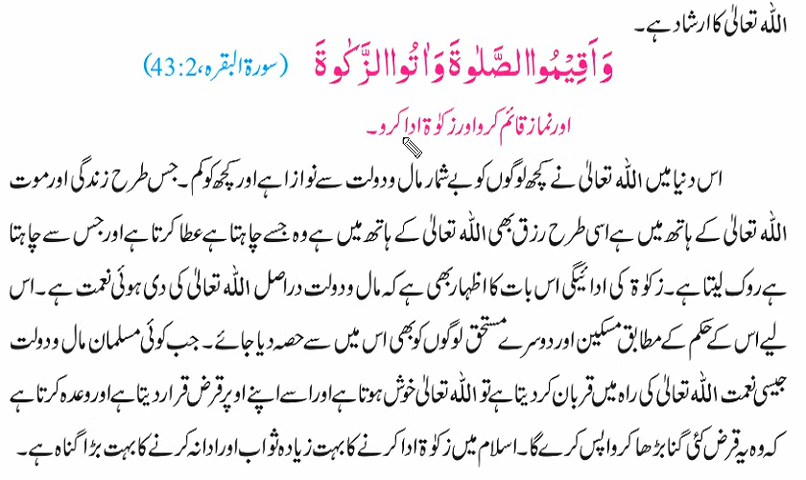 اللہ تعالیٰ کا ارشاد ہے۔
وَاَقِيْمُوا الصَّلٰوةَ وَاٰتُوا الزَّكٰوةَ (سورۃ البقرہ،43:2)
اور نماز قائم کرو اور زکوٰۃ ادا کرو۔
اس دنیا میں اللہ تعالیٰ نے کچھ لوگوں کو بے شمار مال و دولت سے نوازا ہے اور کچھ کو کم۔ جس طرح زندگی اور موت
اللہ تعالیٰ کے ہاتھ میں ہے اسی طرح رزق بھی اللہ تعالیٰ کے ہاتھ میں ہے وہ جسے چاہتا ہے عطا کرتا ہے اور جس سے چاہتا
ہے روک لیتا ہے۔ زکوٰۃ کی ادائیگی اس بات کا اظہار بھی ہے کہ مال و دولت دراصل اللہ تعالیٰ کی دی ہوئی نعمت ہے۔ اس
لیے اس کے حکم کے مطابق مسکین اور دوسرے مستحق لوگوں کو بھی اس میں سے حصہ دیا جائے۔ جب کوئی مسلمان مال و دولت
جیسی نعمت اللہ تعالیٰ کی راہ میں قربان کر دیتا ہے تو اللہ تعالیٰ خوش ہوتا ہے اور اسے اپنے اوپر قرض قرار دیتا ہے اور وعدہ کرتا ہے
کہ وہ یہ قرض کئی گنا بڑھا کر واپس کرے گا۔ اسلام میں زکوٰۃ ادا کرنے کا بہت زیادہ ثواب اور ادا نہ کرنے کا بہت بڑا گناہ ہے۔